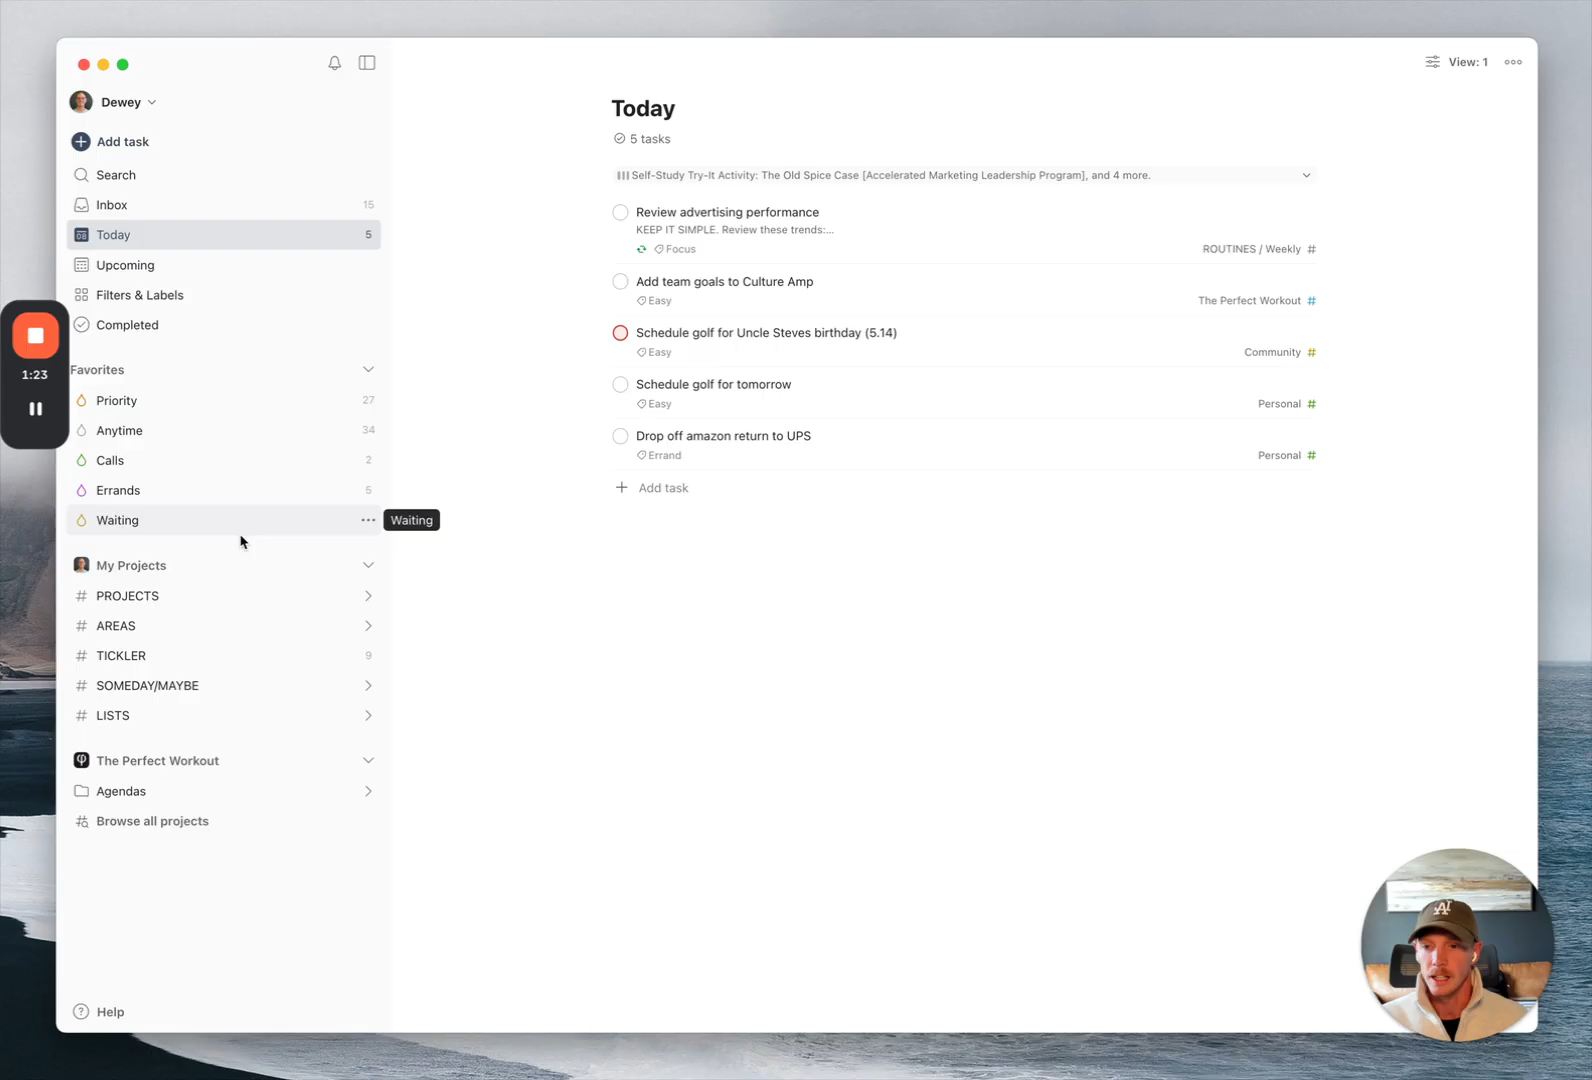 View: 1
Dewey
Add task
Search
Inbox 15
Today 5
Upcoming
Filters & Labels
Completed
1:23
Favorites
Priority 27
Anytime 34
Calls 2
Errands 5
Waiting
Waiting
My Projects
# PROJECTS
# AREAS
# TICKLER 9
# SOMEDAY/MAYBE
# LISTS
The Perfect Workout
Agendas
Browse all projects
? Help
Today
5 tasks
Self-Study Try-It Activity: The Old Spice Case [Accelerated Marketing Leadership Program], and 4 more.
Review advertising performance
KEEP IT SIMPLE. Review these trends:...
Focus
ROUTINES / Weekly #
Add team goals to Culture Amp
Easy
The Perfect Workout #
Schedule golf for Uncle Steves birthday (5.14)
Easy
Community #
Schedule golf for tomorrow
Easy
Personal #
Drop off amazon return to UPS
Errand
Personal #
+ Add task